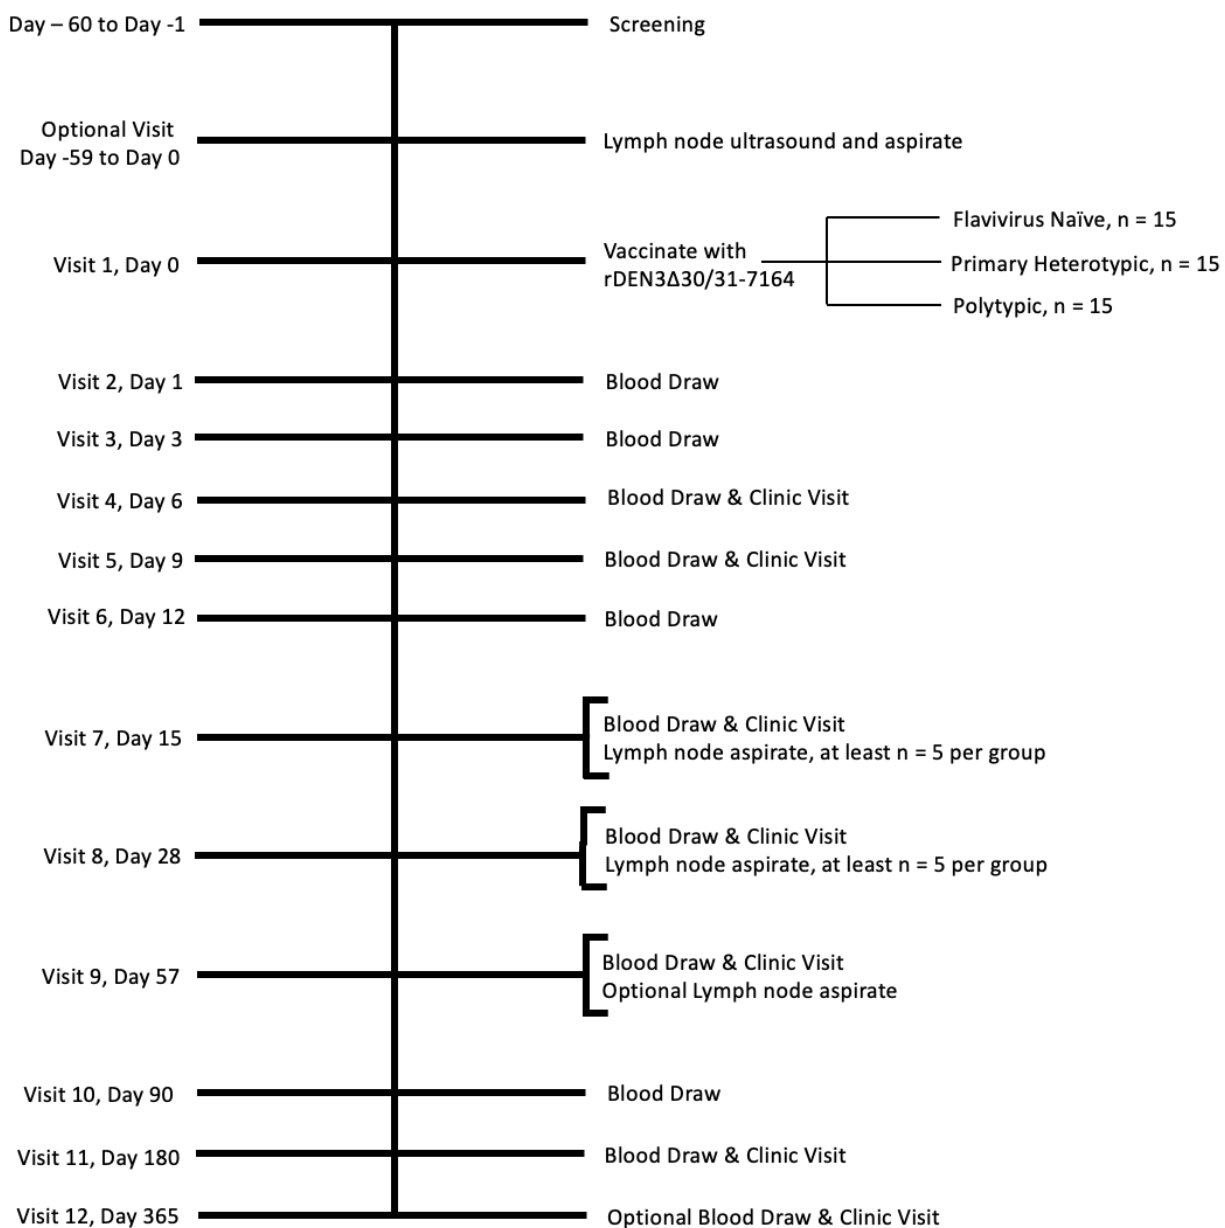 Day – 60 to Day -1
Screening
Optional Visit
Day -59 to Day 0
Lymph node ultrasound and aspirate
Visit 1, Day 0
Vaccinate with
rDEN3Δ30/31-7164
Flavivirus Naïve, n = 15
Primary Heterotypic, n = 15
Polytypic, n = 15
Visit 2, Day 1
Blood Draw
Visit 3, Day 3
Blood Draw
Visit 4, Day 6
Blood Draw & Clinic Visit
Visit 5, Day 9
Blood Draw & Clinic Visit
Visit 6, Day 12
Blood Draw
Visit 7, Day 15
Blood Draw & Clinic Visit
Lymph node aspirate, at least n = 5 per group
Visit 8, Day 28
Blood Draw & Clinic Visit
Lymph node aspirate, at least n = 5 per group
Visit 9, Day 57
Blood Draw & Clinic Visit
Optional Lymph node aspirate
Visit 10, Day 90
Blood Draw
Visit 11, Day 180
Blood Draw & Clinic Visit
Visit 12, Day 365
Optional Blood Draw & Clinic Visit